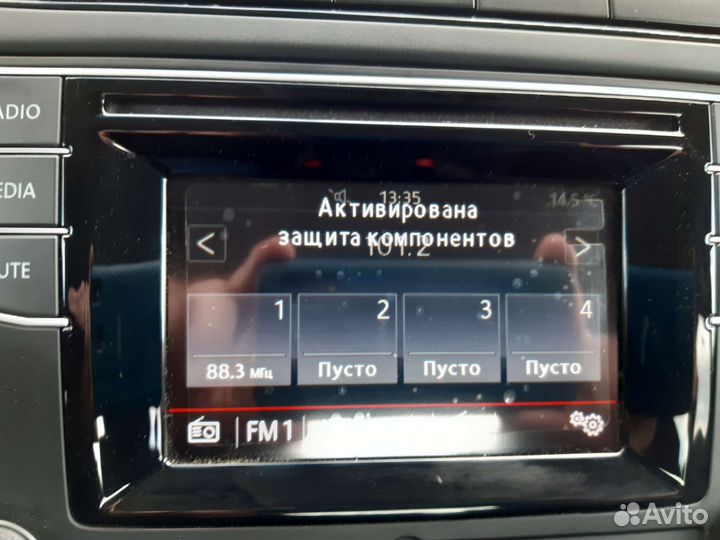 ADIO
EDIA
UTE
13:35
14.5 °C
Активирована
защита компонентов
101.2
1
2
3
4
88.3 МГц
Пусто
Пусто
Пусто
FM1
Avito